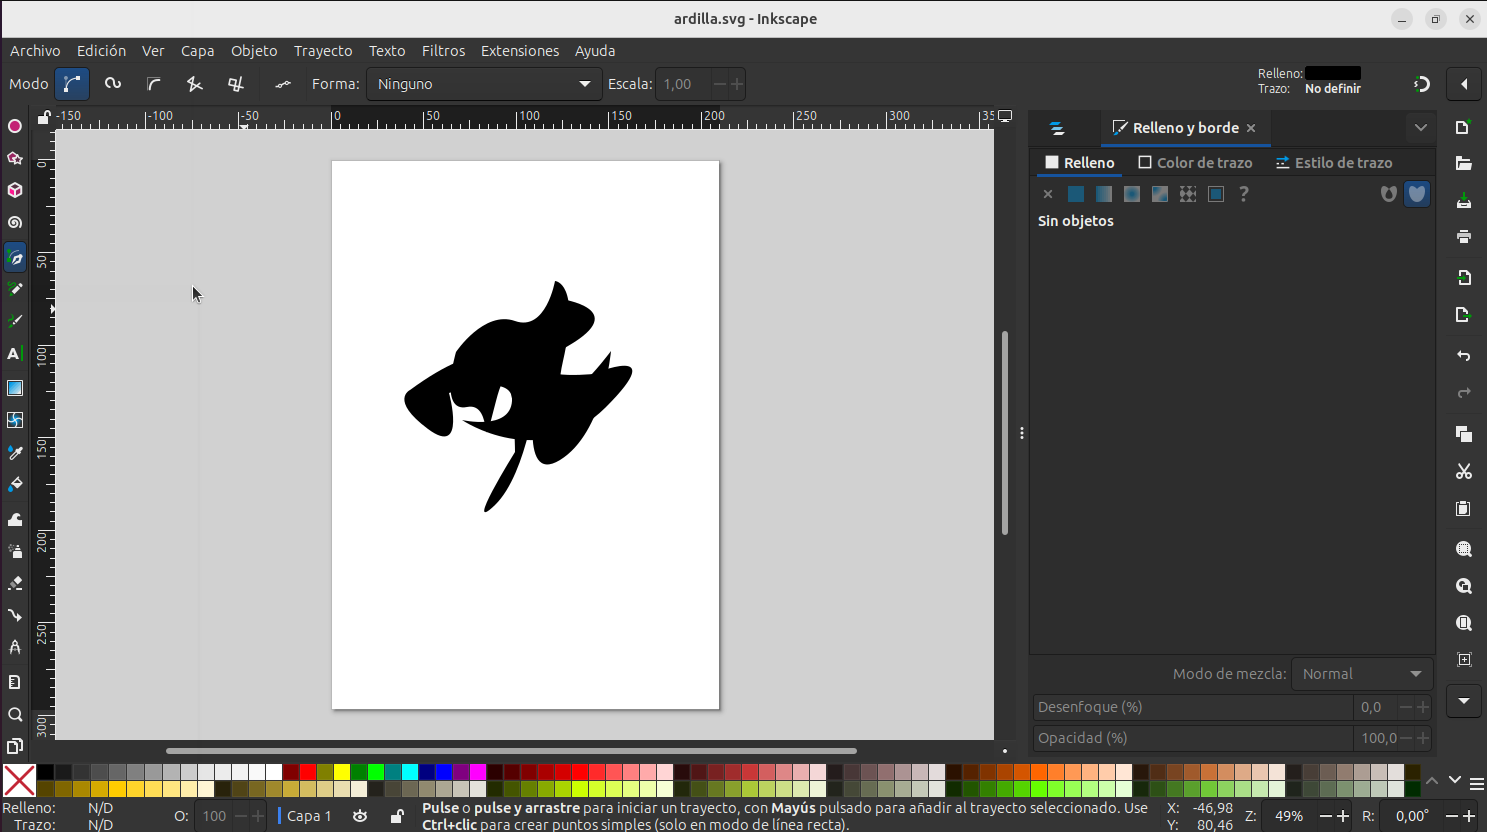 ardilla.svg - Inkscape
Archivo Edición Ver Capa Objeto Trayecto Texto Filtros Extensiones Ayuda
Modo Forma: Ninguno Escala: 1,00
Relleno:
Trazo: No definir
-150 -100 -50 0 50 100 150 200 250 300 35
0
50
100
150
200
250
300
A
Relleno y borde
Relleno Color de trazo Estilo de trazo
?
Sin objetos
Modo de mezcla: Normal
Desenfoque (%) 0,0
Opacidad (%) 100,0
Relleno: N/D
Trazo: N/D
O: 100
Capa 1
Pulse o pulse y arrastre para iniciar un trayecto, con Mayús pulsado para añadir al trayecto seleccionado. Use
Ctrl+clic para crear puntos simples (solo en modo de línea recta).
X: -46,98
Y: 80,46
Z: 49%
R: 0,00°